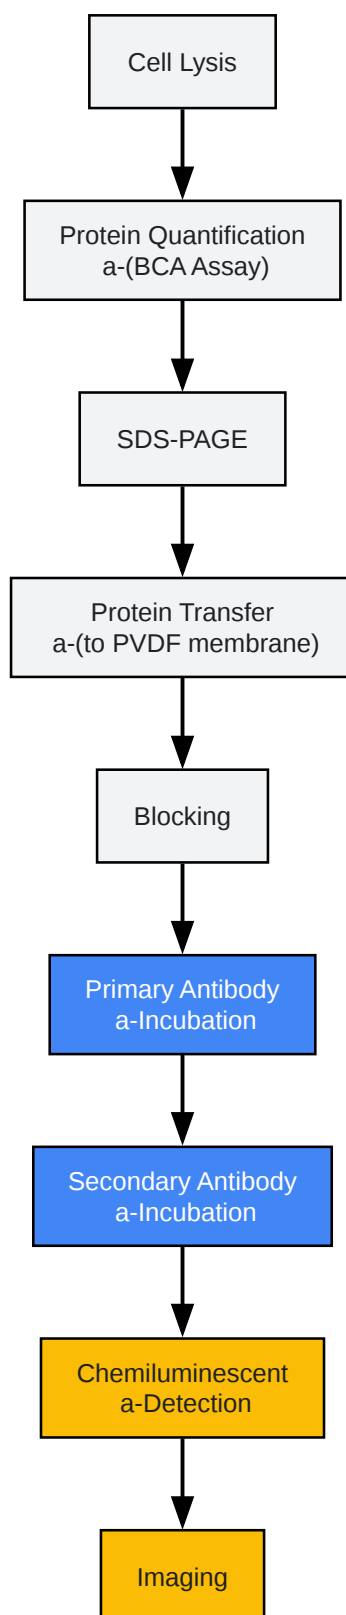 Cell Lysis
Protein Quantification
a-(BCA Assay)
SDS-PAGE
Protein Transfer
a-(to PVDF membrane)
Blocking
Primary Antibody
a-Incubation
Secondary Antibody
a-Incubation
Chemiluminescent
a-Detection
Imaging